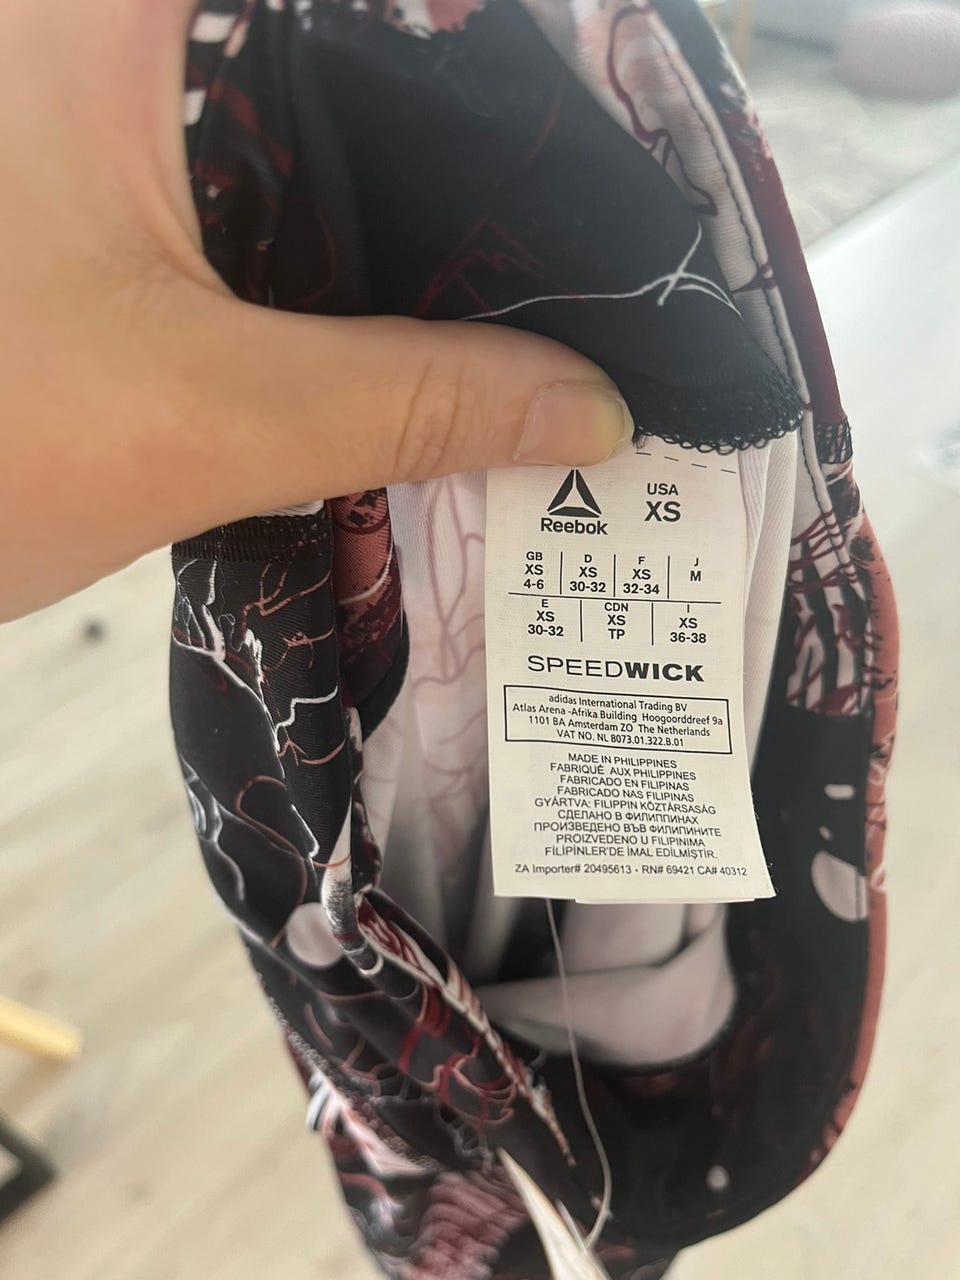 Reebok
USA
XS
GB D F J
XS XS XS M
4-6 30-32 32-34
E CDN I
XS XS XS
30-32 TP 36-38
SPEEDWICK
adidas International Trading BV
Atlas Arena -Afrika Building Hoogoorddreef 9a
1101 BA Amsterdam ZO The Netherlands
VAT NO. NL 8073.01.322.B.01
MADE IN PHILIPPINES
FABRIQUÉ AUX PHILIPPINES
FABRICADO EN FILIPINAS
FABRICADO NAS FILIPINAS
GYÁRTVA: FILIPPIN KÖZTÁRSASÁG
СДЕЛАНО В ФИЛИППИНАХ
ПРОИЗВЕДЕНО ВЪВ ФИЛИПИНИТЕ
PROIZVEDENO U FILIPINIMA
FİLİPİNLER'DE İMAL EDİLMİŞTİR.
ZA Importer# 20495613 - RN# 69421 CA# 40312